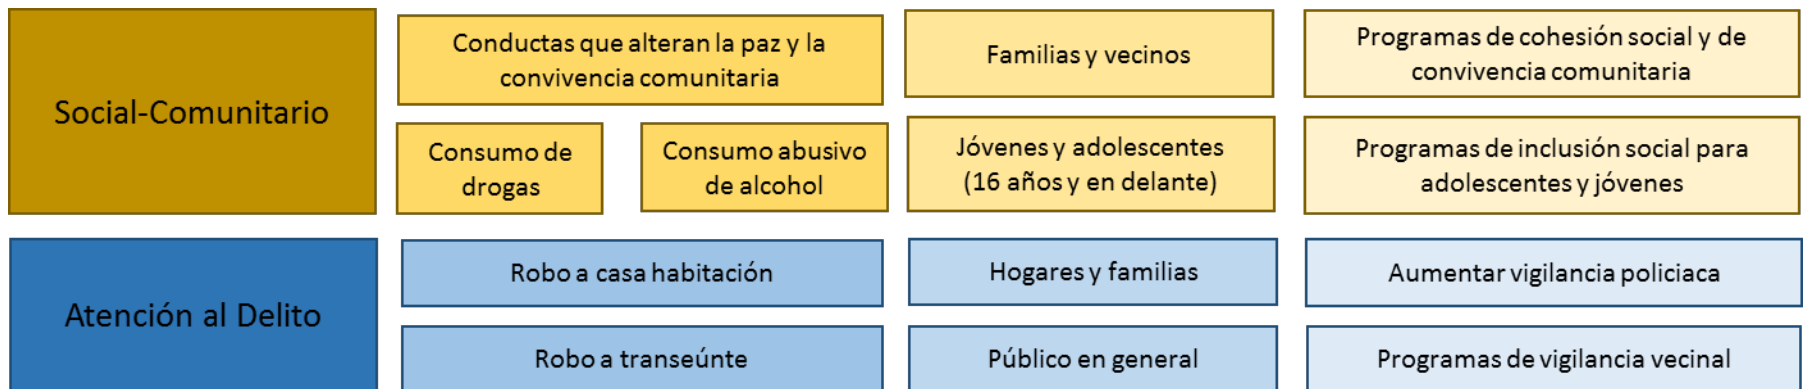 Social-Comunitario
Conductas que alteran la paz y la
convivencia comunitaria
Familias y vecinos
Programas de cohesión social y de
convivencia comunitaria
Consumo de
drogas
Consumo abusivo
de alcohol
Jóvenes y adolescentes
(16 años y en delante)
Programas de inclusión social para
adolescentes y jóvenes
Atención al Delito
Robo a casa habitación
Hogares y familias
Aumentar vigilancia policiaca
Robo a transeúnte
Público en general
Programas de vigilancia vecinal